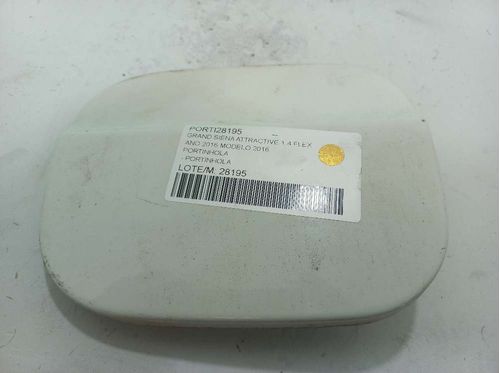 PORTI28195
GRAND SIENA ATTRACTIVE 1.4 FLEX
ANO 2016 MODELO 2016
PORTINHOLA
- PORTINHOLA
LOTE/M. 28195